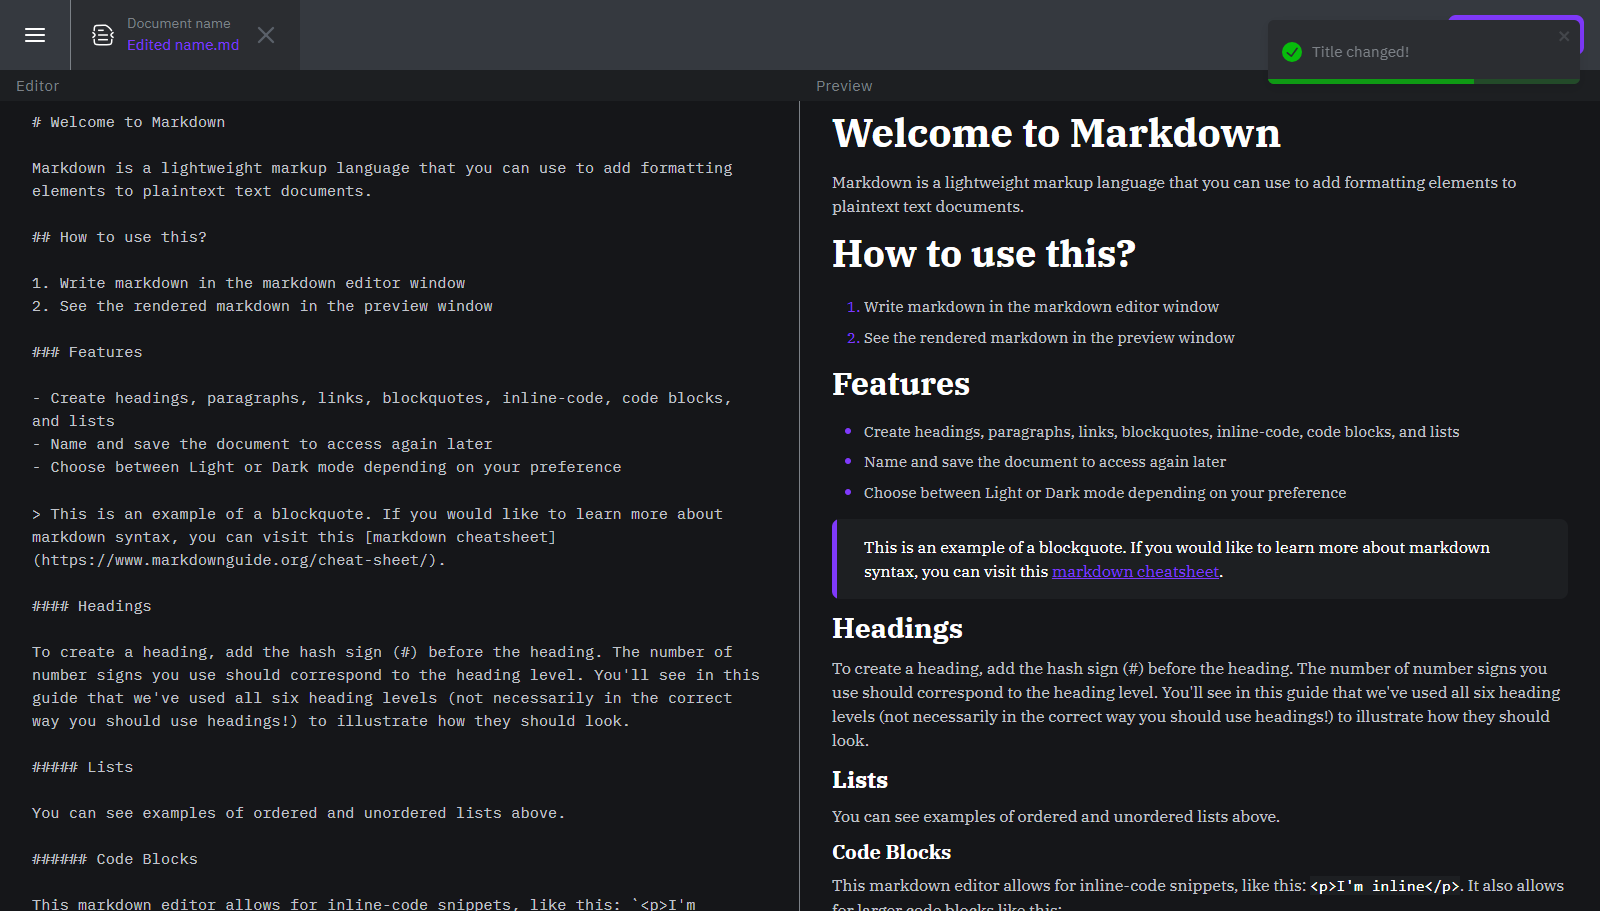 Document name
Edited name.md
Title changed!
Editor
Preview
# Welcome to Markdown
Markdown is a lightweight markup language that you can use to add formatting
elements to plaintext text documents.
## How to use this?
1. Write markdown in the markdown editor window
2. See the rendered markdown in the preview window
### Features
- Create headings, paragraphs, links, blockquotes, inline-code, code blocks,
and lists
- Name and save the document to access again later
- Choose between Light or Dark mode depending on your preference
> This is an example of a blockquote. If you would like to learn more about
markdown syntax, you can visit this [markdown cheatsheet]
(https://www.markdownguide.org/cheat-sheet/).
#### Headings
To create a heading, add the hash sign (#) before the heading. The number of
number signs you use should correspond to the heading level. You'll see in this
guide that we've used all six heading levels (not necessarily in the correct
way you should use headings!) to illustrate how they should look.
##### Lists
You can see examples of ordered and unordered lists above.
###### Code Blocks
This markdown editor allows for inline-code snippets, like this: `<p>I'm
Welcome to Markdown
Markdown is a lightweight markup language that you can use to add formatting elements to
plaintext text documents.
How to use this?
1. Write markdown in the markdown editor window
2. See the rendered markdown in the preview window
Features
• Create headings, paragraphs, links, blockquotes, inline-code, code blocks, and lists
• Name and save the document to access again later
• Choose between Light or Dark mode depending on your preference
This is an example of a blockquote. If you would like to learn more about markdown
syntax, you can visit this markdown cheatsheet.
Headings
To create a heading, add the hash sign (#) before the heading. The number of number signs you
use should correspond to the heading level. You'll see in this guide that we've used all six heading
levels (not necessarily in the correct way you should use headings!) to illustrate how they should
look.
Lists
You can see examples of ordered and unordered lists above.
Code Blocks
This markdown editor allows for inline-code snippets, like this: <p>I'm inline</p>. It also allows
for larger code blocks like this: